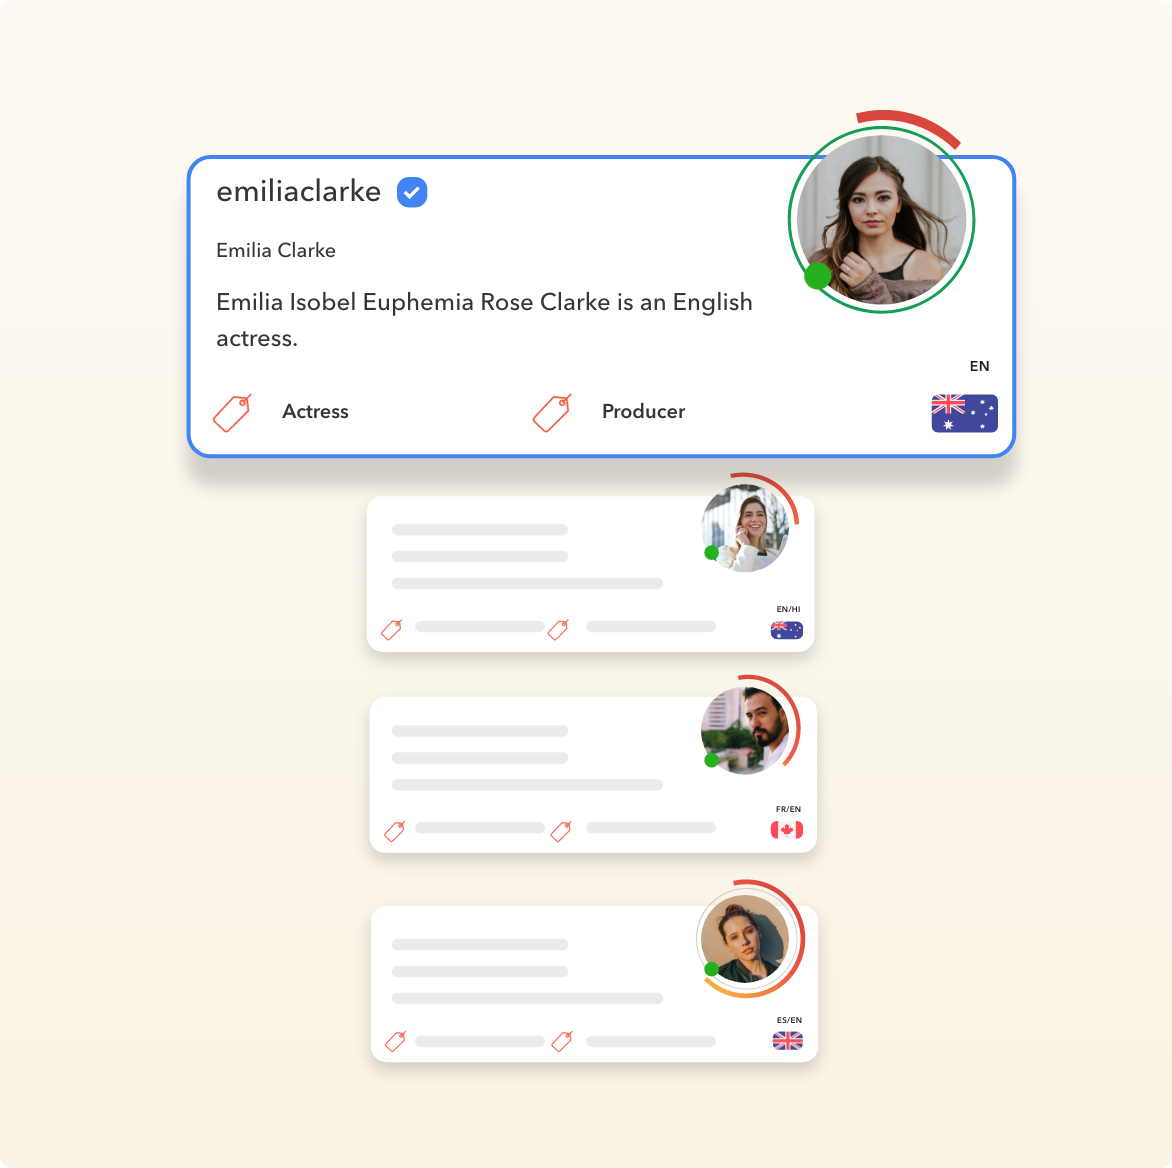 emiliaclarke
Emilia Clarke
Emilia Isobel Euphemia Rose Clarke is an English
actress.
EN
Actress
Producer
EN/HI
FR/EN
ES/EN